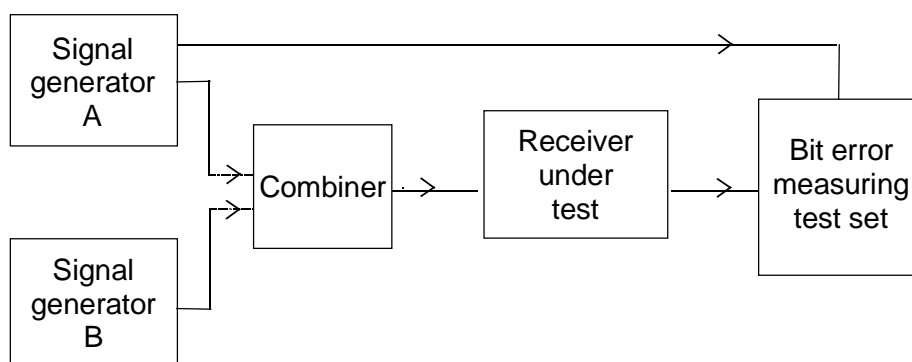 Signal
generator
A
Combiner
Receiver
under
test
Bit error
measuring
test set
Signal
generator
B